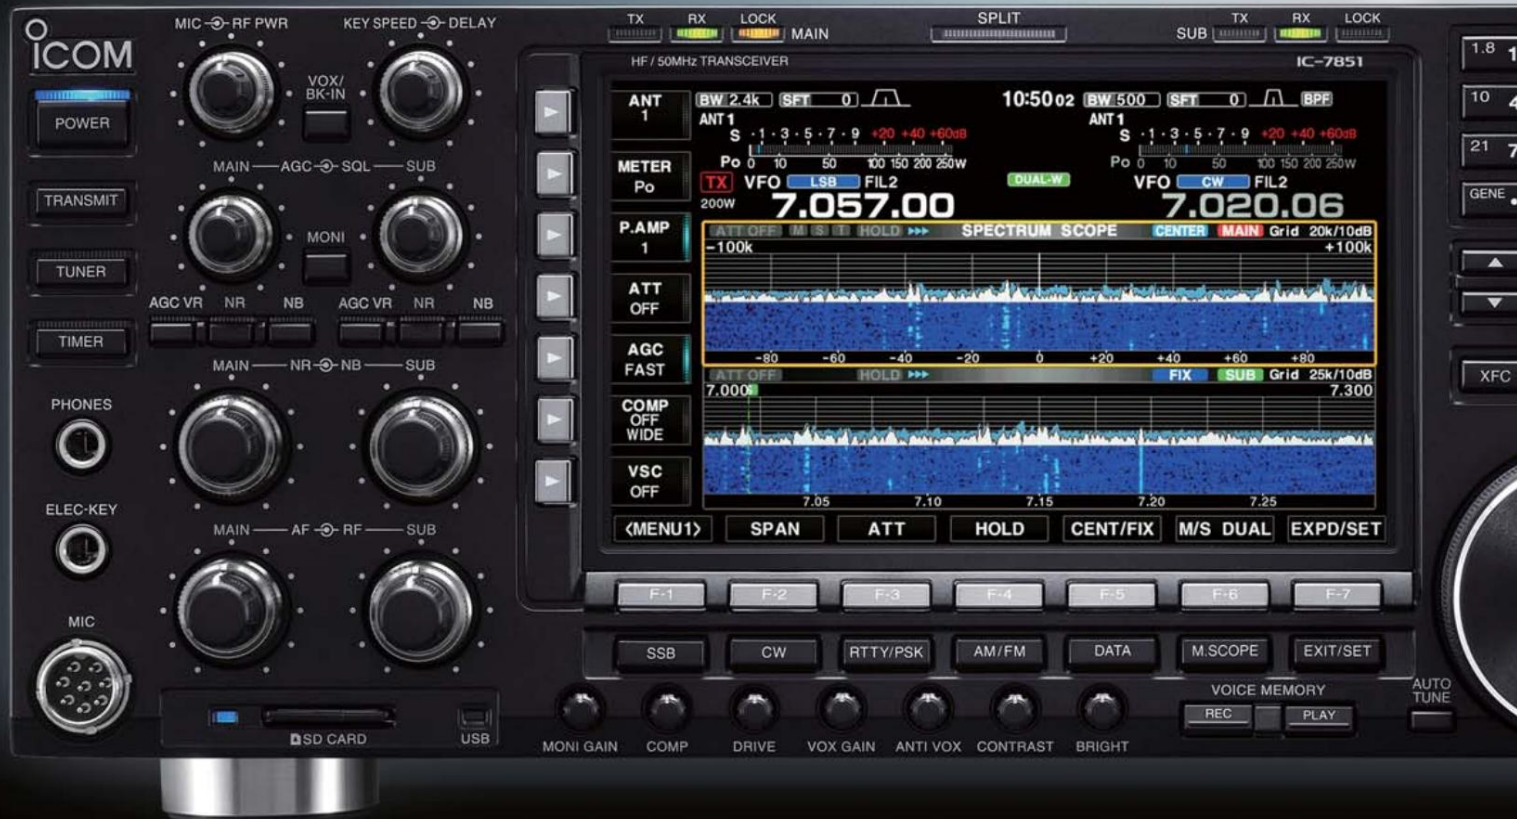 ICOM
MIC RF PWR
KEY SPEED DELAY
VOX/
BK-IN
POWER
MAIN AGC SQL SUB
TRANSMIT
MONI
TUNER
AGC VR NR NB
AGC VR NR NB
TIMER
MAIN NR NB SUB
PHONES
ELEC-KEY
MAIN AF RF SUB
MIC
SD CARD
USB
TX RX LOCK MAIN
SPLIT
SUB TX RX LOCK
HF / 50MHz TRANSCEIVER
IC-7851
ANT
1
METER
Po
P.AMP
1
ATT
OFF
AGC
FAST
COMP
OFF
WIDE
VSC
OFF
BW 2.4k SFT 0
10:50 02
BW 500 SFT 0 BPF
ANT 1
ANT 1
S ·1·3·5·7·9 +20 +40 +60dB
S ·1·3·5·7·9 +20 +40 +60dB
Po 0 10 50 100 150 200 250W
Po 0 10 50 100 150 200 250W
TX VFO LSB FIL2
DUAL-W
VFO CW FIL2
200W
7.057.00
7.020.06
ATT OFF M S T HOLD SPECTRUM SCOPE CENTER MAIN Grid 20k/10dB
-100k +100k
-80 -60 -40 -20 0 +20 +40 +60 +80
ATT OFF HOLD FIX SUB Grid 25k/10dB
7.000 7.300
7.05 7.10 7.15 7.20 7.25
<MENU1> SPAN ATT HOLD CENT/FIX M/S DUAL EXPD/SET
F-1 F-2 F-3 F-4 F-5 F-6 F-7
SSB CW RTTY/PSK AM/FM DATA M.SCOPE EXIT/SET
VOICE MEMORY
REC PLAY
AUTO
TUNE
MONI GAIN COMP DRIVE VOX GAIN ANTI VOX CONTRAST BRIGHT
1.8 1
10 4
21 7
GENE
XFC